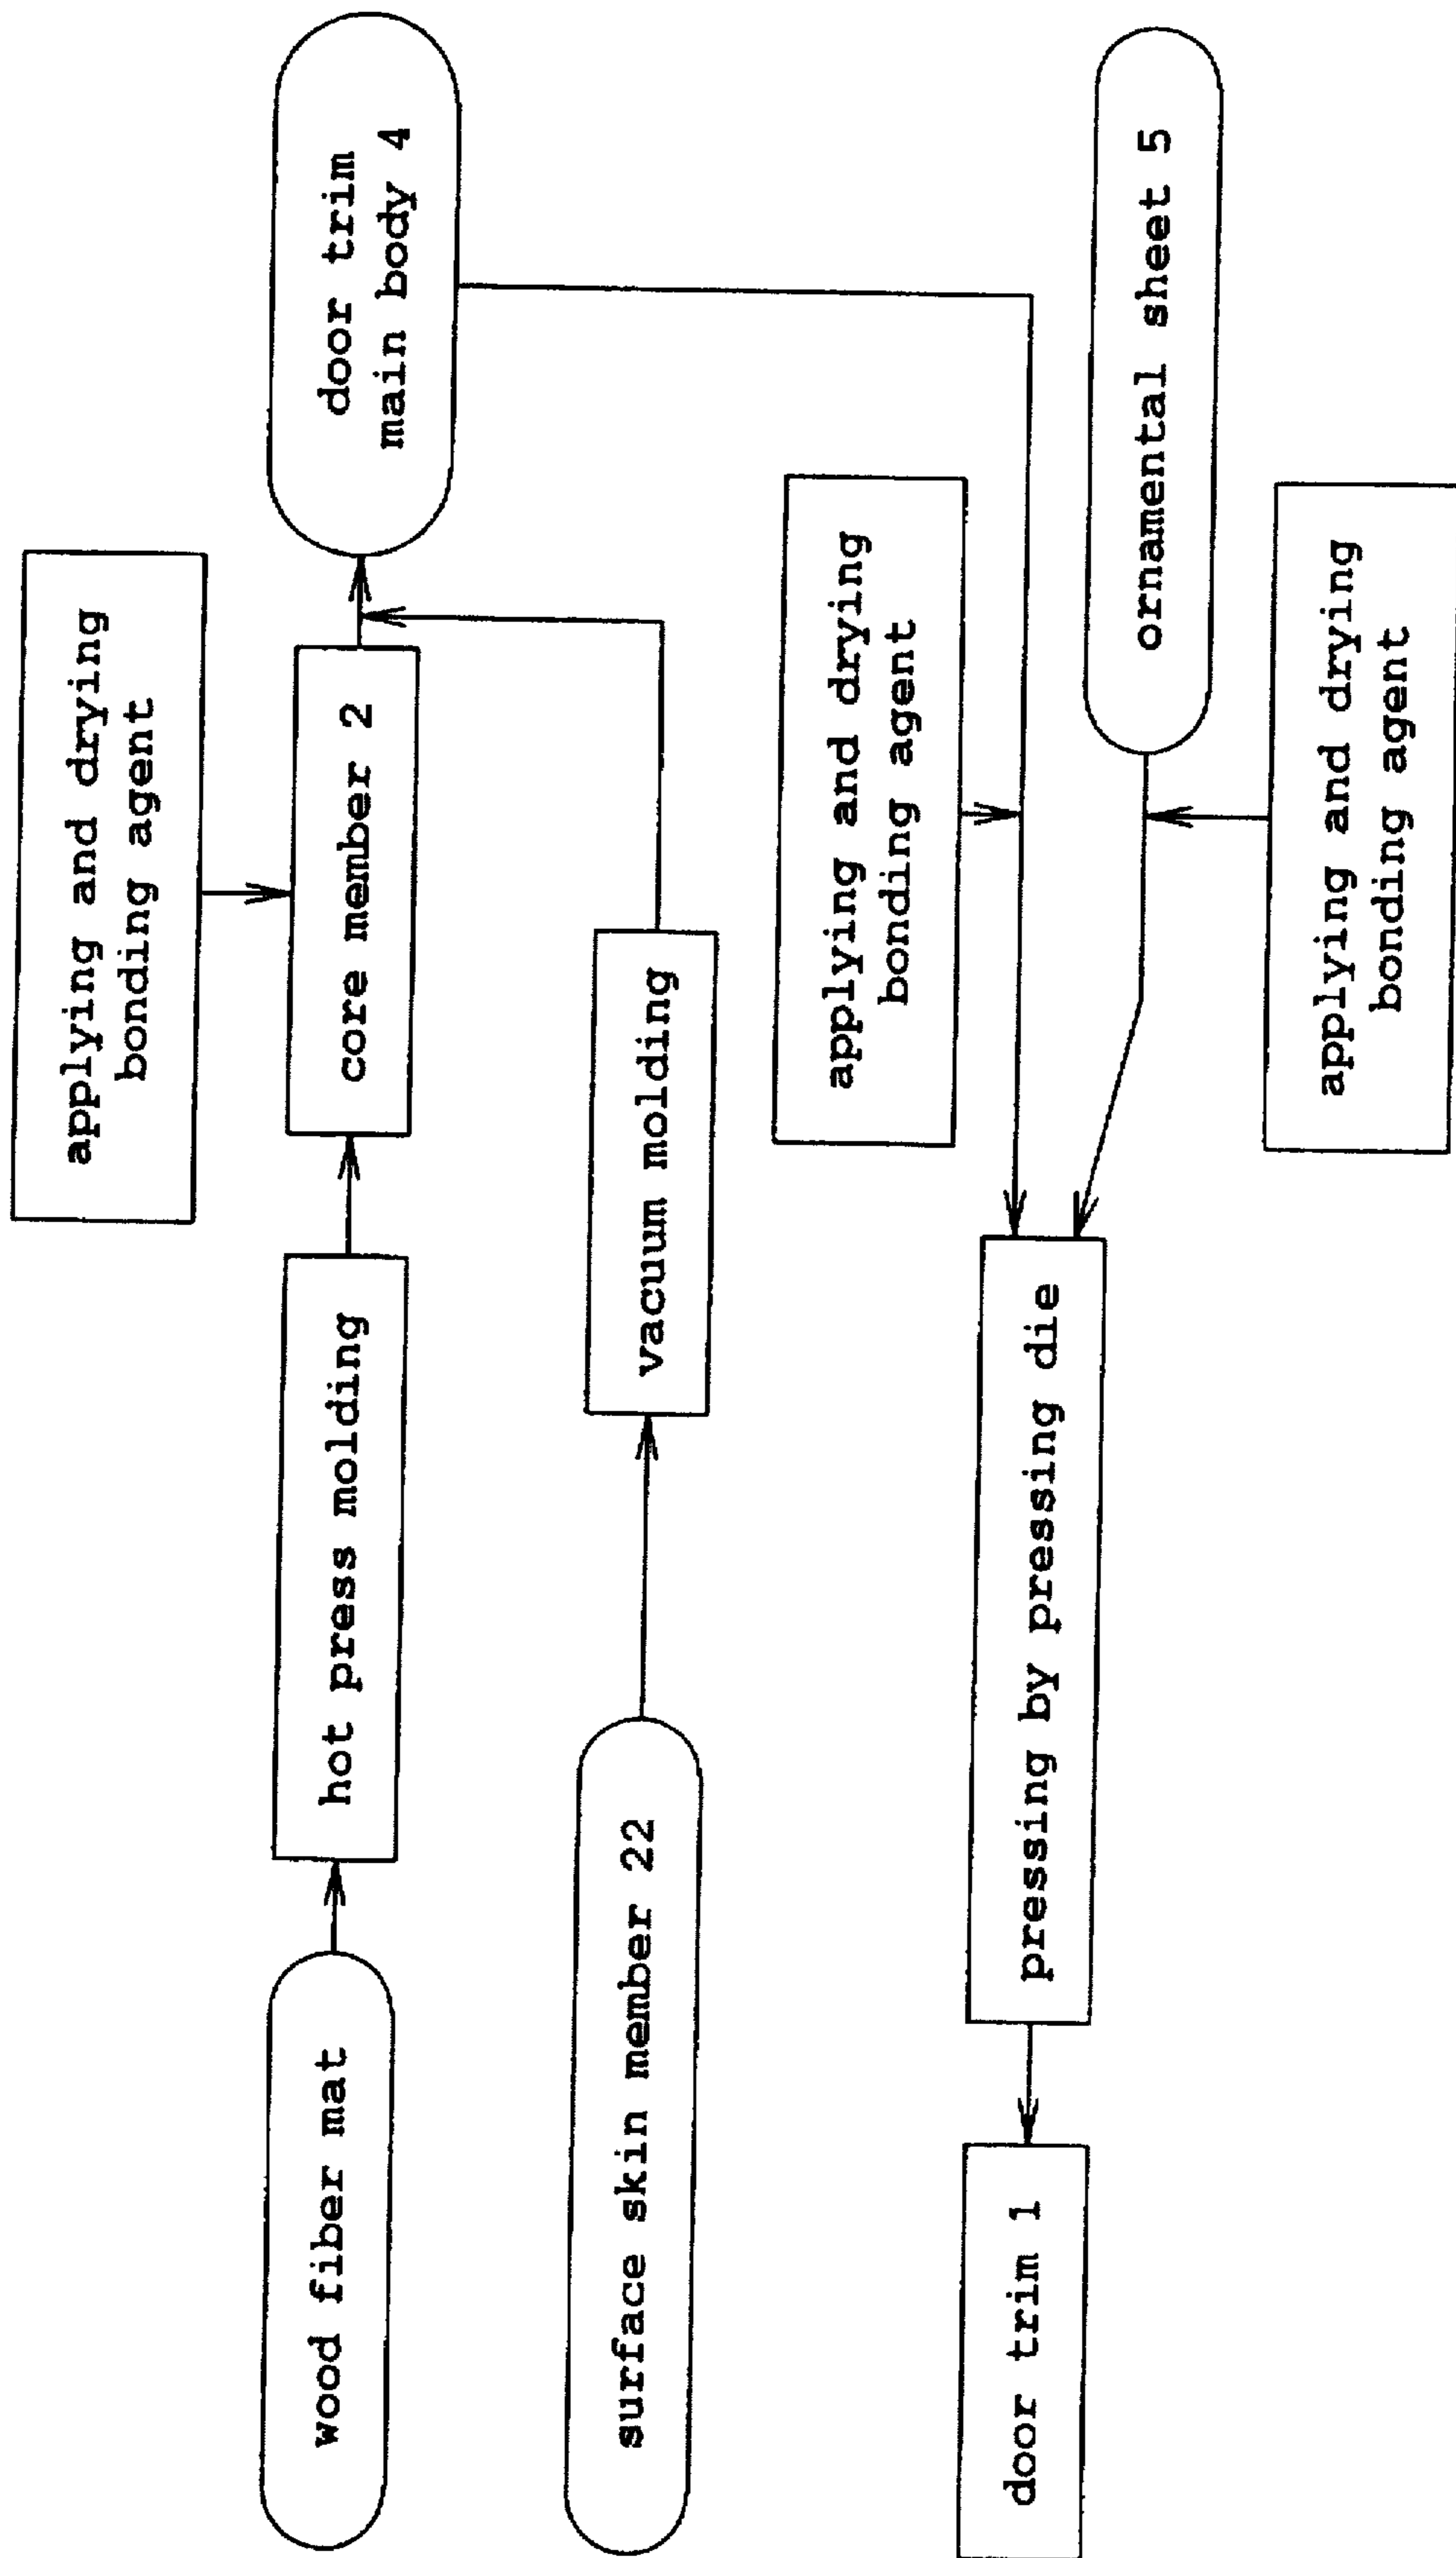 applying and drying
bonding agent
wood fiber mat
hot press molding
core member 2
door trim
main body 4
surface skin member 22
vacuum molding
applying and drying
bonding agent
door trim 1
pressing by pressing die
ornamental sheet 5
applying and drying
bonding agent